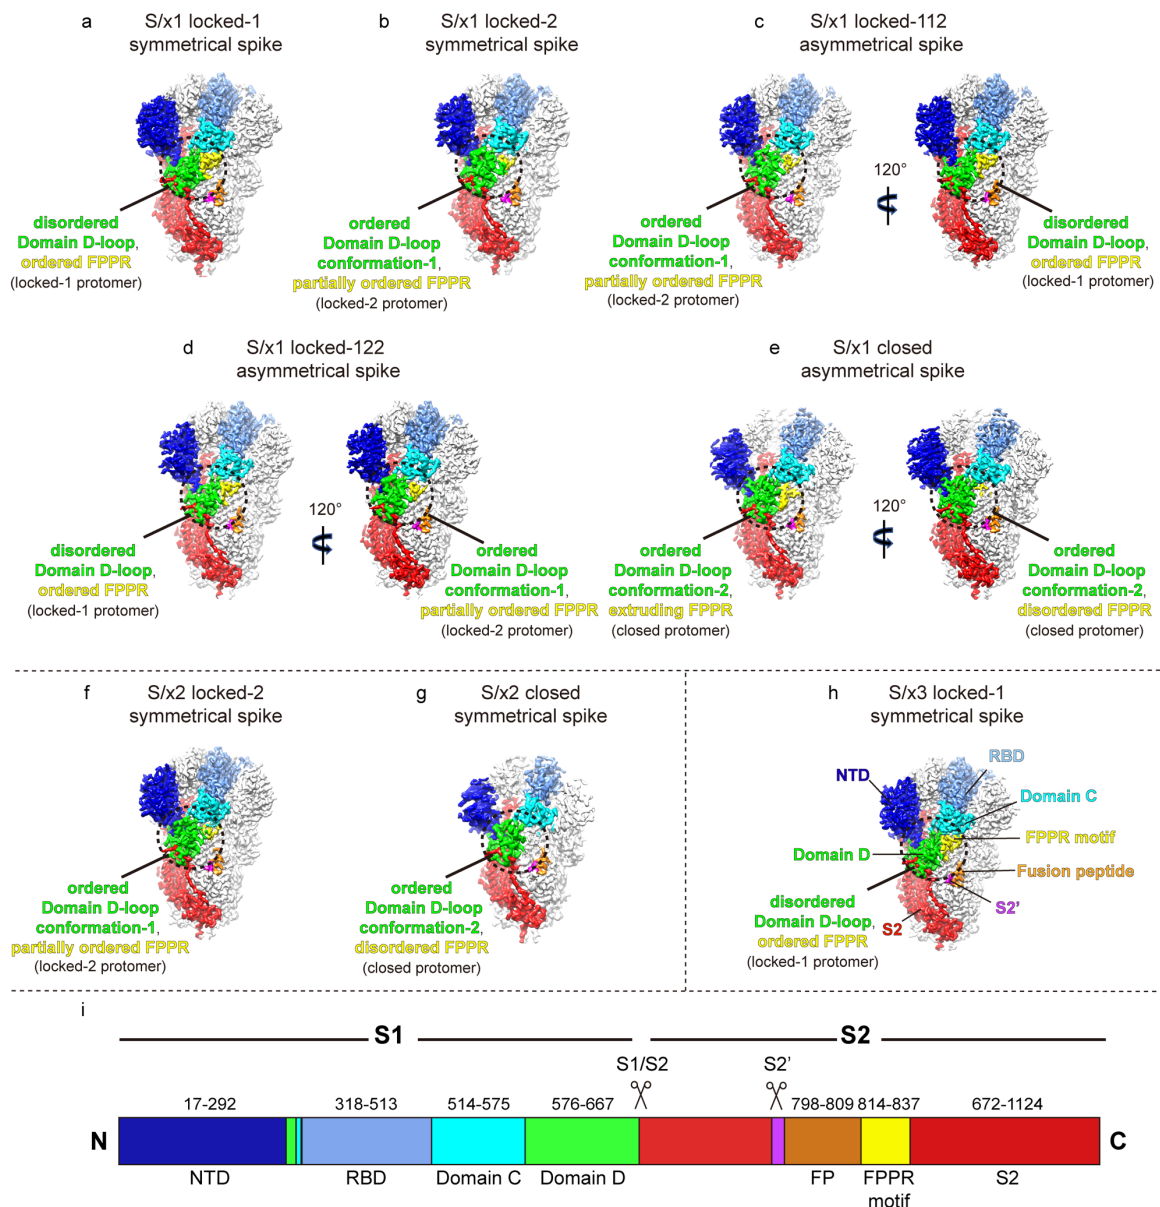 a
S/x1 locked-1
symmetrical spike
disordered
Domain D-loop,
ordered FPPR
(locked-1 protomer)
b
S/x1 locked-2
symmetrical spike
ordered
Domain D-loop
conformation-1,
partially ordered FPPR
(locked-2 protomer)
c
S/x1 locked-112
asymmetrical spike
ordered
Domain D-loop
conformation-1,
partially ordered FPPR
(locked-2 protomer)
120°
disordered
Domain D-loop,
ordered FPPR
(locked-1 protomer)
d
S/x1 locked-122
asymmetrical spike
disordered
Domain D-loop,
ordered FPPR
(locked-1 protomer)
120°
ordered
Domain D-loop
conformation-1,
partially ordered FPPR
(locked-2 protomer)
e
S/x1 closed
asymmetrical spike
ordered
Domain D-loop
conformation-2,
extruding FPPR
(closed protomer)
120°
ordered
Domain D-loop
conformation-2,
disordered FPPR
(closed protomer)
f
S/x2 locked-2
symmetrical spike
ordered
Domain D-loop
conformation-1,
partially ordered FPPR
(locked-2 protomer)
g
S/x2 closed
symmetrical spike
ordered
Domain D-loop
conformation-2,
disordered FPPR
(closed protomer)
h
S/x3 locked-1
symmetrical spike
RBD
NTD
Domain C
FPPR motif
Domain D
Fusion peptide
S2'
S2
disordered
Domain D-loop,
ordered FPPR
(locked-1 protomer)
i
S1 S2
S1/S2 S2'
17-292 318-513 514-575 576-667 798-809 814-837 672-1124
N C
NTD RBD Domain C Domain D FP FPPR S2
motif